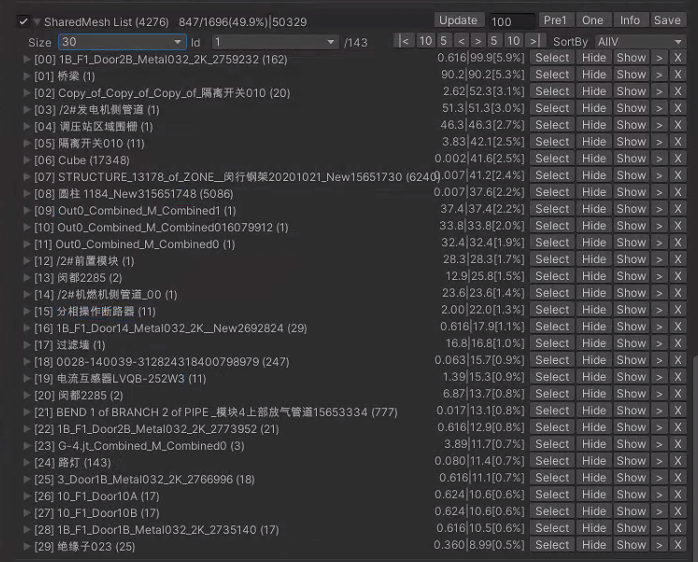 SharedMesh List (4276) 847/1696(49.9%)|50329 Update 100 Pre1 One Info Save
Size 30 Id 1 /143 |< 10 5 < > 5 10 >| SortBy AllV
[00] 1B_F1_Door2B_Metal032_2K_2759232 (162) 0.616|99.9[5.9%] Select Hide Show > X
[01] 桥梁 (1) 90.2|90.2[5.3%] Select Hide Show > X
[02] Copy_of_Copy_of_Copy_of_隔离开关010 (20) 2.62|52.3[3.1%] Select Hide Show > X
[03] /2#发电机侧管道 (1) 51.3|51.3[3.0%] Select Hide Show > X
[04] 调压站区域围栅 (1) 46.3|46.3[2.7%] Select Hide Show > X
[05] 隔离开关010 (11) 3.83|42.1[2.5%] Select Hide Show > X
[06] Cube (17348) 0.002|41.6[2.5%] Select Hide Show > X
[07] STRUCTURE_13178_of_ZONE__闵行钢架20201021_New15651730 (6240) 0.007|41.2[2.4%] Select Hide Show > X
[08] 圆柱 1184_New315651748 (5086) 0.007|37.6[2.2%] Select Hide Show > X
[09] Out0_Combined_M_Combined1 (1) 37.4|37.4[2.2%] Select Hide Show > X
[10] Out0_Combined_M_Combined016079912 (1) 33.8|33.8[2.0%] Select Hide Show > X
[11] Out0_Combined_M_Combined0 (1) 32.4|32.4[1.9%] Select Hide Show > X
[12] /2#前置模块 (1) 28.3|28.3[1.7%] Select Hide Show > X
[13] 闵都2285 (2) 12.9|25.8[1.5%] Select Hide Show > X
[14] /2#机燃机侧管道_00 (1) 23.6|23.6[1.4%] Select Hide Show > X
[15] 分相操作断路器 (11) 2.00|22.0[1.3%] Select Hide Show > X
[16] 1B_F1_Door14_Metal032_2K__New2692824 (29) 0.616|17.9[1.1%] Select Hide Show > X
[17] 过滤墙 (1) 16.8|16.8[1.0%] Select Hide Show > X
[18] 0028-140039-312824318400798979 (247) 0.063|15.7[0.9%] Select Hide Show > X
[19] 电流互感器LVQB-252W3 (11) 1.39|15.3[0.9%] Select Hide Show > X
[20] 闵都2285 (2) 6.87|13.7[0.8%] Select Hide Show > X
[21] BEND 1 of BRANCH 2 of PIPE _模块4上部放气管道15653334 (777) 0.017|13.1[0.8%] Select Hide Show > X
[22] 1B_F1_Door2B_Metal032_2K_2773952 (21) 0.616|12.9[0.8%] Select Hide Show > X
[23] G-4.jt_Combined_M_Combined0 (3) 3.89|11.7[0.7%] Select Hide Show > X
[24] 路灯 (143) 0.080|11.4[0.7%] Select Hide Show > X
[25] 3_Door1B_Metal032_2K_2766996 (18) 0.616|11.1[0.7%] Select Hide Show > X
[26] 10_F1_Door10A (17) 0.624|10.6[0.6%] Select Hide Show > X
[27] 10_F1_Door10B (17) 0.624|10.6[0.6%] Select Hide Show > X
[28] 1B_F1_Door1B_Metal032_2K_2735140 (17) 0.616|10.5[0.6%] Select Hide Show > X
[29] 绝缘子023 (25) 0.360|8.99[0.5%] Select Hide Show > X